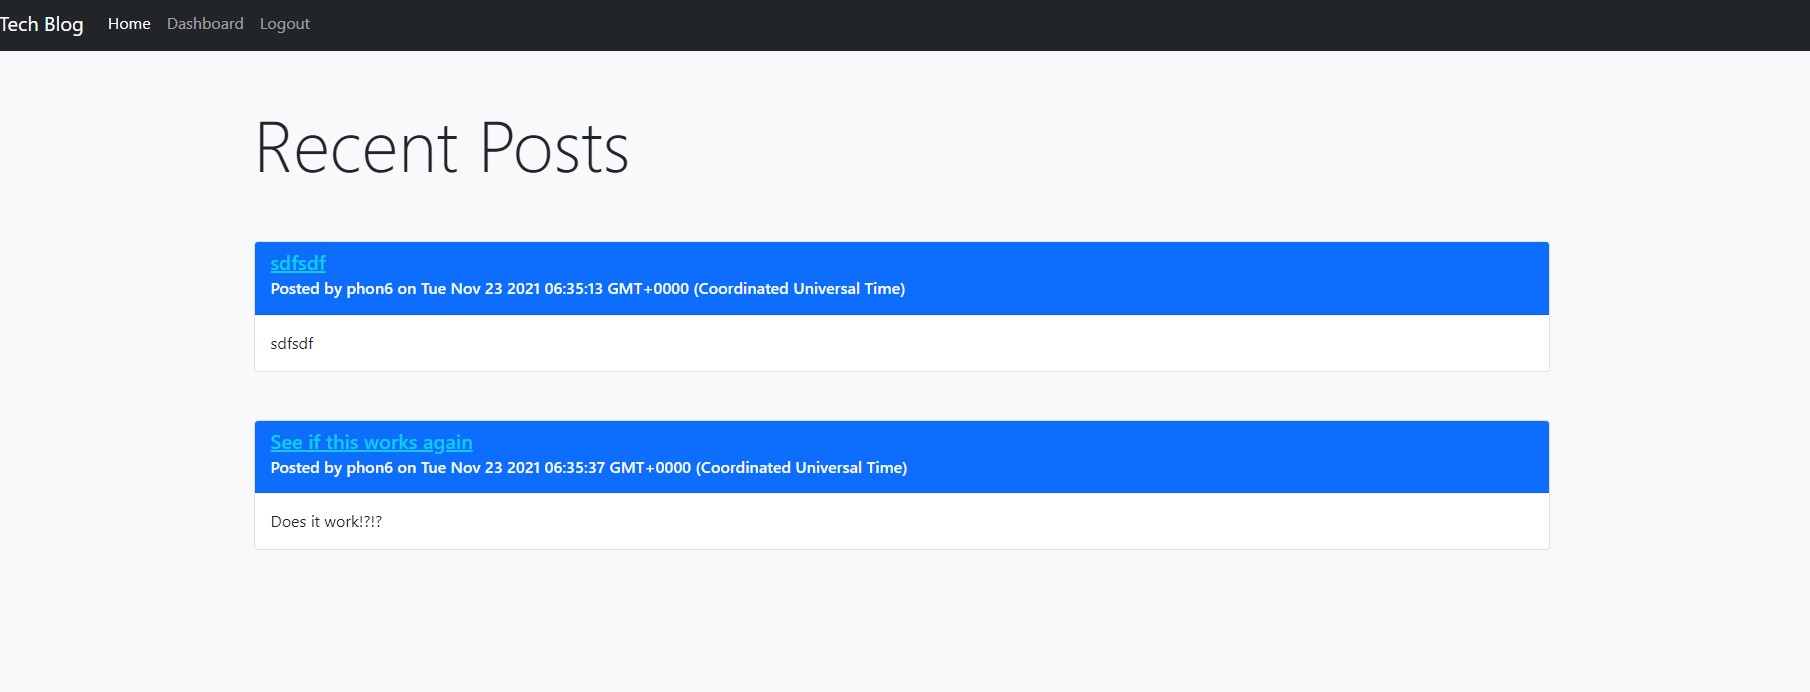 Tech Blog Home Dashboard Logout
Recent Posts
sdfsdf
Posted by phon6 on Tue Nov 23 2021 06:35:13 GMT+0000 (Coordinated Universal Time)
sdfsdf
See if this works again
Posted by phon6 on Tue Nov 23 2021 06:35:37 GMT+0000 (Coordinated Universal Time)
Does it work!?!?